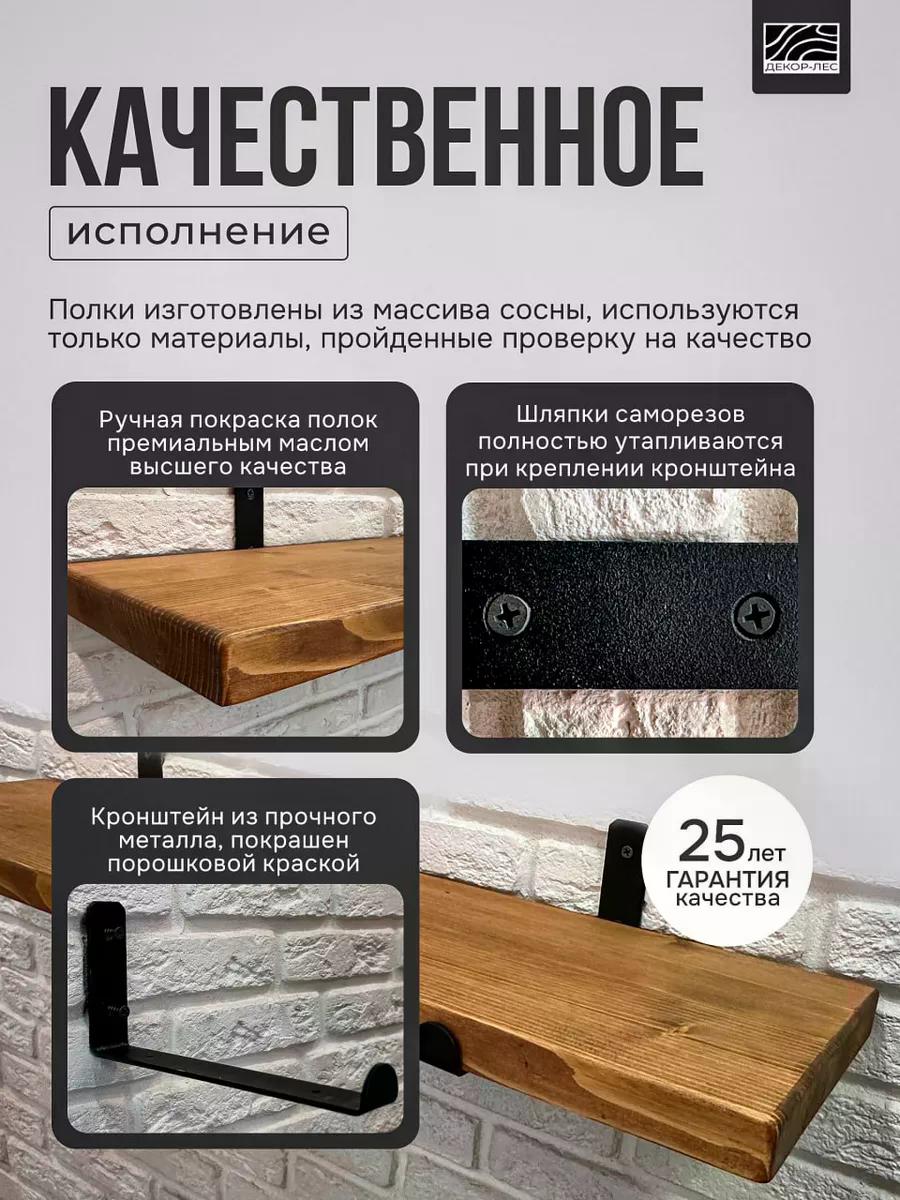 ДЕКОР-ЛЕС
КАЧЕСТВЕННОЕ
исполнение
Полки изготовлены из массива сосны, используются
только материалы, пройденные проверку на качество
Ручная покраска полок
премиальным маслом
высшего качества
Шляпки саморезов
полностью утапливаются
при креплении кронштейна
Кронштейн из прочного
металла, покрашен
порошковой краской
25 лет
ГАРАНТИЯ
качества